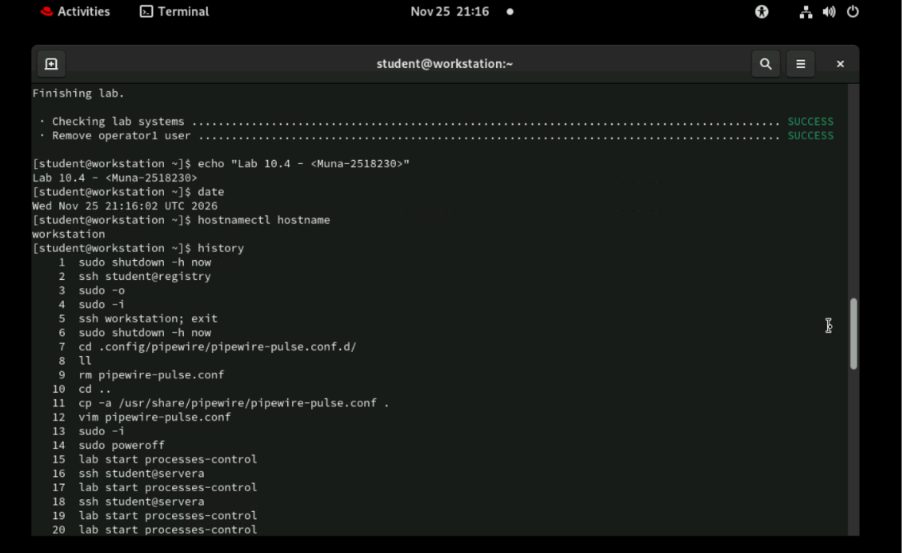 Activities Terminal Nov 25 21:16
student@workstation:~
Finishing lab.
· Checking lab systems ........................................................................................ SUCCESS
· Remove operator1 user ....................................................................................... SUCCESS
[student@workstation ~]$ echo "Lab 10.4 - <Muna-2518230>"
Lab 10.4 - <Muna-2518230>
[student@workstation ~]$ date
Wed Nov 25 21:16:02 UTC 2026
[student@workstation ~]$ hostnamectl hostname
workstation
[student@workstation ~]$ history
1 sudo shutdown -h now
2 ssh student@registry
3 sudo -o
4 sudo -i
5 ssh workstation; exit
6 sudo shutdown -h now
7 cd .config/pipewire/pipewire-pulse.conf.d/
8 ll
9 rm pipewire-pulse.conf
10 cd ..
11 cp -a /usr/share/pipewire/pipewire-pulse.conf .
12 vim pipewire-pulse.conf
13 sudo -i
14 sudo poweroff
15 lab start processes-control
16 ssh student@servera
17 lab start processes-control
18 ssh student@servera
19 lab start processes-control
20 lab start processes-control